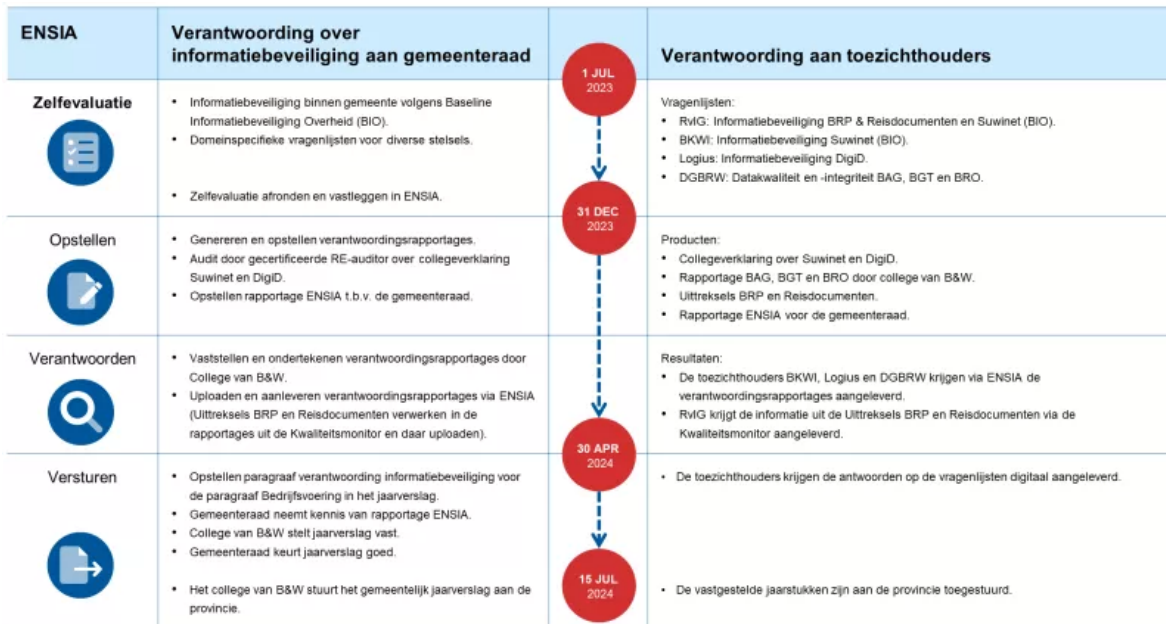 ENSIA
Verantwoording over
informatiebeveiliging aan gemeenteraad
Verantwoording aan toezichthouders
1 JUL
2023
Zelfevaluatie
• Informatiebeveiliging binnen gemeente volgens Baseline
Informatiebeveiliging Overheid (BIO).
• Domeinspecifieke vragenlijsten voor diverse stelsels.
• Zelfevaluatie afronden en vastleggen in ENSIA.
Vragenlijsten:
• RvIG: Informatiebeveiliging BRP & Reisdocumenten en Suwinet (BIO).
• BKWI: Informatiebeveiliging Suwinet (BIO).
• Logius: Informatiebeveiliging DigiD.
• DGBRW: Datakwaliteit en -integriteit BAG, BGT en BRO.
31 DEC
2023
Opstellen
• Genereren en opstellen verantwoordingsrapportages.
• Audit door gecertificeerde RE-auditor over collegeverklaring
Suwinet en DigiD.
• Opstellen rapportage ENSIA t.b.v. de gemeenteraad.
Producten:
• Collegeverklaring over Suwinet en DigiD.
• Rapportage BAG, BGT en BRO door college van B&W.
• Uittreksels BRP en Reisdocumenten.
• Rapportage ENSIA voor de gemeenteraad.
Verantwoorden
• Vaststellen en ondertekenen verantwoordingsrapportages door
College van B&W.
• Uploaden en aanleveren verantwoordingsrapportages via ENSIA
(Uittreksels BRP en Reisdocumenten verwerken in de
rapportages uit de Kwaliteitsmonitor en daar uploaden).
Resultaten:
• De toezichthouders BKWI, Logius en DGBRW krijgen via ENSIA de
verantwoordingsrapportages aangeleverd.
• RvIG krijgt de informatie uit de Uittreksels BRP en Reisdocumenten via de
Kwaliteitsmonitor aangeleverd.
30 APR
2024
Versturen
• Opstellen paragraaf verantwoording informatiebeveiliging voor
de paragraaf Bedrijfsvoering in het jaarverslag.
• Gemeenteraad neemt kennis van rapportage ENSIA.
• College van B&W stelt jaarverslag vast.
• Gemeenteraad keurt jaarverslag goed.
• Het college van B&W stuurt het gemeentelijk jaarverslag aan de
provincie.
• De toezichthouders krijgen de antwoorden op de vragenlijsten digitaal aangeleverd.
15 JUL
2024
• De vastgestelde jaarstukken zijn aan de provincie toegestuurd.